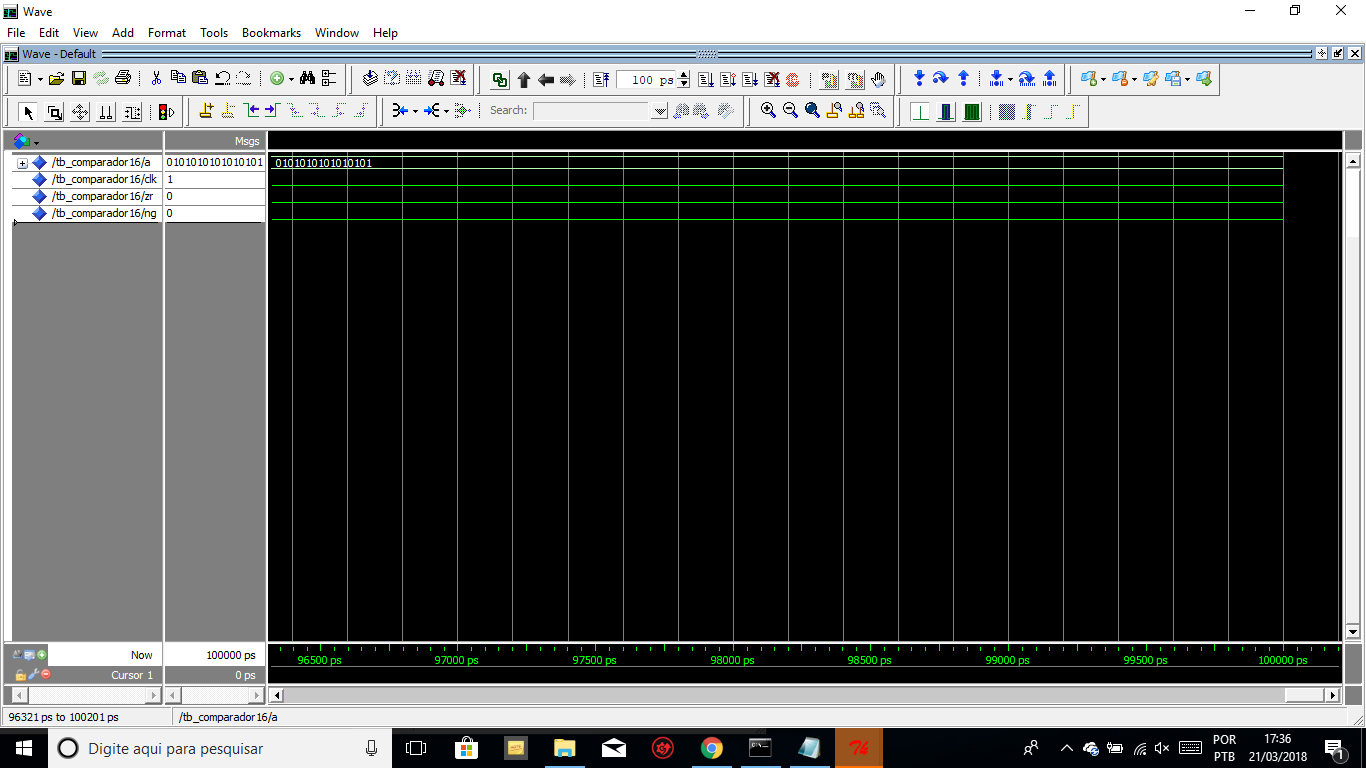 Wave
File Edit View Add Format Tools Bookmarks Window Help
Wave - Default
100 ps
Search:
Msgs
/tb_comparador16/a 0101010101010101 0101010101010101
/tb_comparador16/clk 1
/tb_comparador16/zr 0
/tb_comparador16/ng 0
Now 100000 ps
96500 ps 97000 ps 97500 ps 98000 ps 98500 ps 99000 ps 99500 ps 100000 ps
Cursor 1 0 ps
96321 ps to 100201 ps /tb_comparador16/a
Digite aqui para pesquisar
POR 17:36
PTB 21/03/2018
1